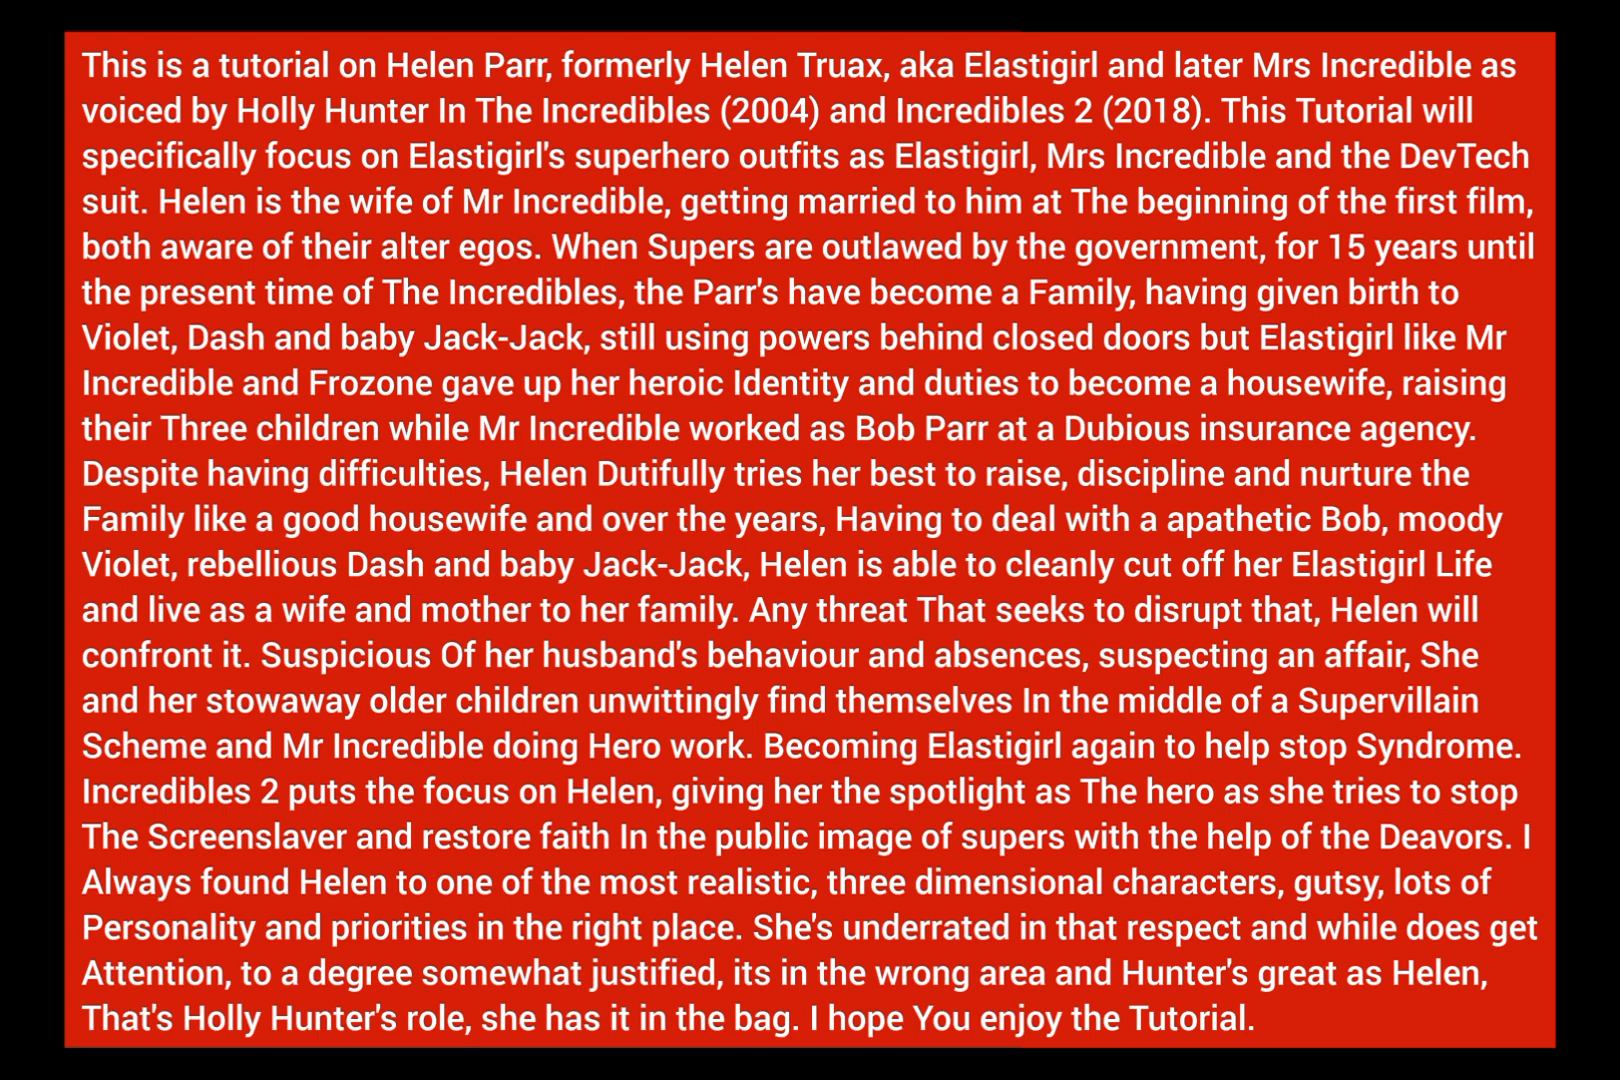 This is a tutorial on Helen Parr, formerly Helen Truax, aka Elastigirl and later Mrs Incredible as
voiced by Holly Hunter In The Incredibles (2004) and Incredibles 2 (2018). This Tutorial will
specifically focus on Elastigirl's superhero outfits as Elastigirl, Mrs Incredible and the DevTech
suit. Helen is the wife of Mr Incredible, getting married to him at The beginning of the first film,
both aware of their alter egos. When Supers are outlawed by the government, for 15 years until
the present time of The Incredibles, the Parr's have become a Family, having given birth to
Violet, Dash and baby Jack-Jack, still using powers behind closed doors but Elastigirl like Mr
Incredible and Frozone gave up her heroic Identity and duties to become a housewife, raising
their Three children while Mr Incredible worked as Bob Parr at a Dubious insurance agency.
Despite having difficulties, Helen Dutifully tries her best to raise, discipline and nurture the
Family like a good housewife and over the years, Having to deal with a apathetic Bob, moody
Violet, rebellious Dash and baby Jack-Jack, Helen is able to cleanly cut off her Elastigirl Life
and live as a wife and mother to her family. Any threat That seeks to disrupt that, Helen will
confront it. Suspicious Of her husband's behaviour and absences, suspecting an affair, She
and her stowaway older children unwittingly find themselves In the middle of a Supervillain
Scheme and Mr Incredible doing Hero work. Becoming Elastigirl again to help stop Syndrome.
Incredibles 2 puts the focus on Helen, giving her the spotlight as The hero as she tries to stop
The Screenslaver and restore faith In the public image of supers with the help of the Deavors. I
Always found Helen to one of the most realistic, three dimensional characters, gutsy, lots of
Personality and priorities in the right place. She's underrated in that respect and while does get
Attention, to a degree somewhat justified, its in the wrong area and Hunter's great as Helen,
That's Holly Hunter's role, she has it in the bag. I hope You enjoy the Tutorial.